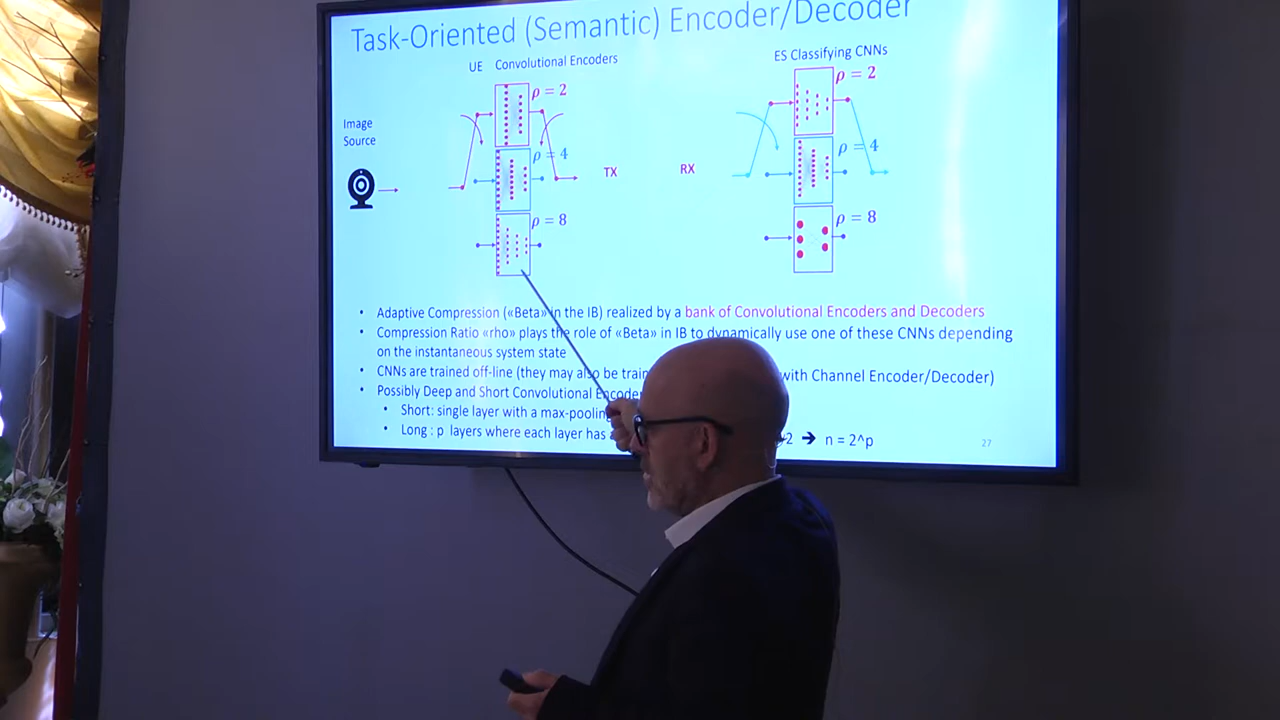 Task-Oriented (Semantic) Encoder/Decoder
UE Convolutional Encoders
ES Classifying CNNs
ρ = 2
ρ = 2
Image
Source
ρ = 4
ρ = 4
TX
RX
ρ = 8
ρ = 8
• Adaptive Compression («Beta» in the IB) realized by a bank of Convolutional Encoders and Decoders
• Compression Ratio «rho» plays the role of «Beta» in IB to dynamically use one of these CNNs depending
on the instantaneous system state
• CNNs are trained off-line (they may also be with Channel Encoder/Decoder)
• Possibly Deep and Short Convolutional
• Short: single layer with a max-pooling
• Long : p layers where each layer has 2 → n = 2^p
27